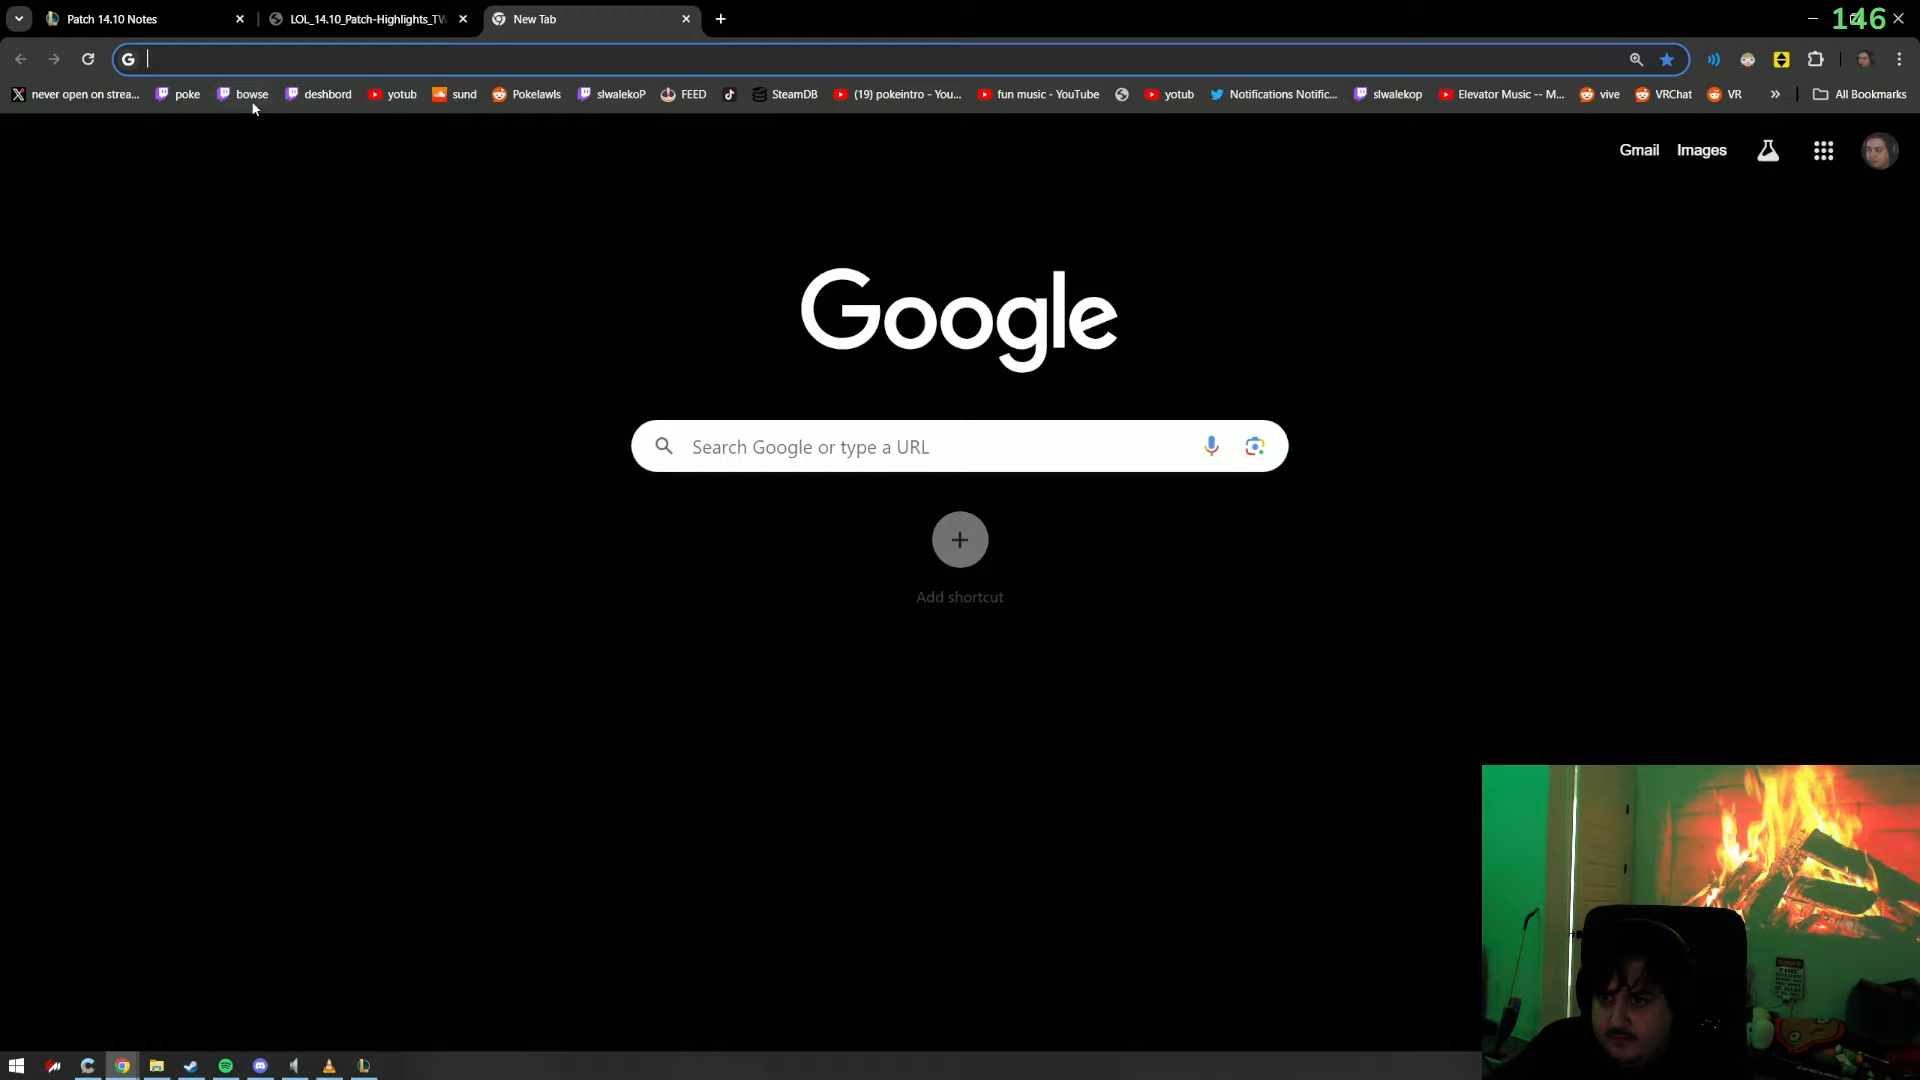 Patch 14.10 Notes
LOL_14.10_Patch-Highlights_TW
New Tab
146
never open on strea...
poke
bowse
deshbord
yotub
sund
Pokelawls
slwalekoP
FEED
SteamDB
(19) pokeintro - You...
fun music - YouTube
yotub
Notifications Notific...
slwalekop
Elevator Music -- M...
vive
VRChat
VR
All Bookmarks
Gmail
Images
Google
Search Google or type a URL
Add shortcut
DANGER